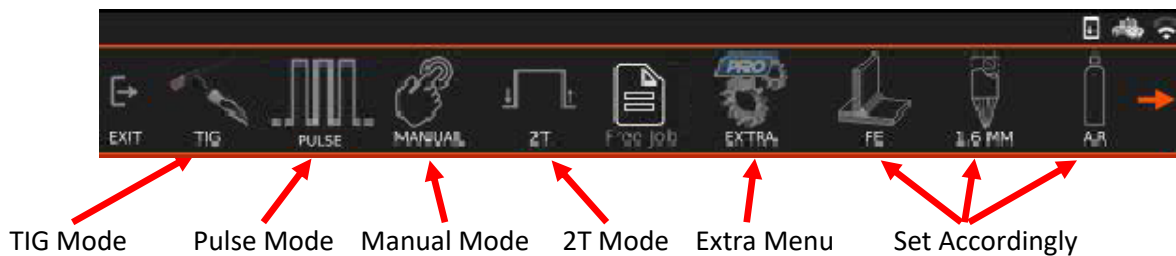 PRO
EXIT TIG PULSE MANUAL 2T Free Job EXTRA FE 1.6 MM AR
TIG Mode Pulse Mode Manual Mode 2T Mode Extra Menu Set Accordingly